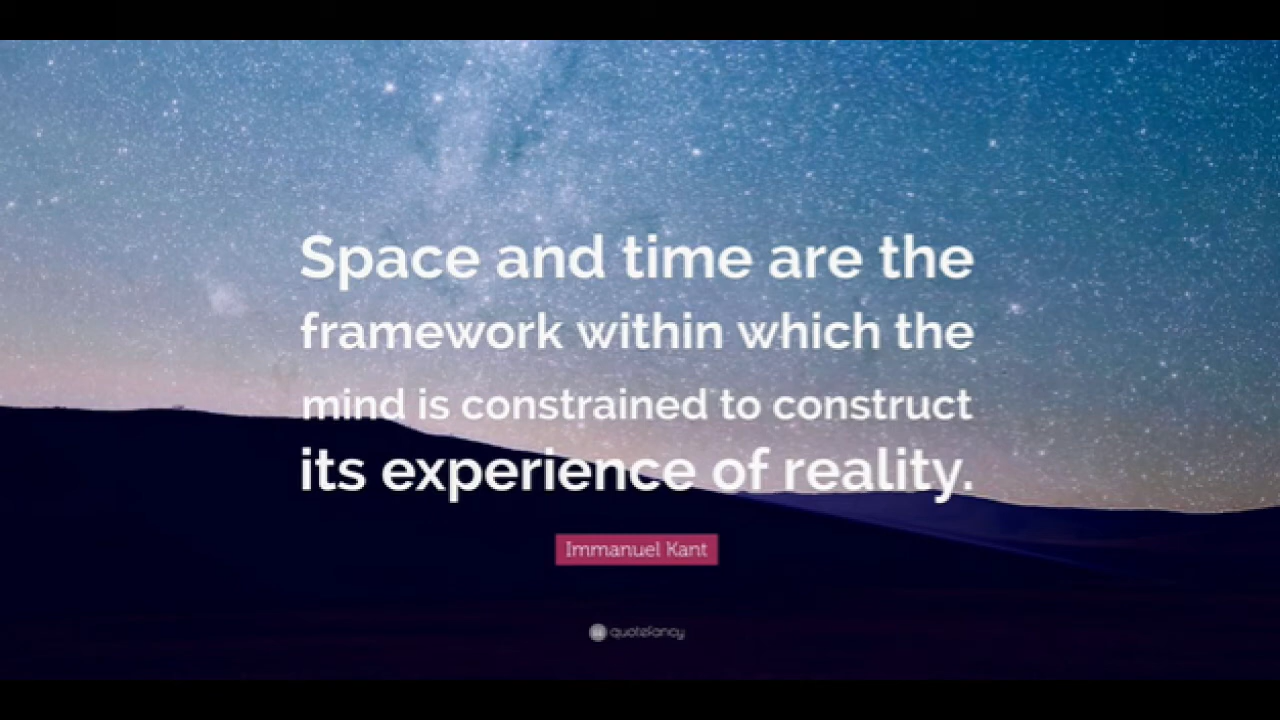 Space and time are the
framework within which the
mind is constrained to construct
its experience of reality.
Immanuel Kant
quotefancy